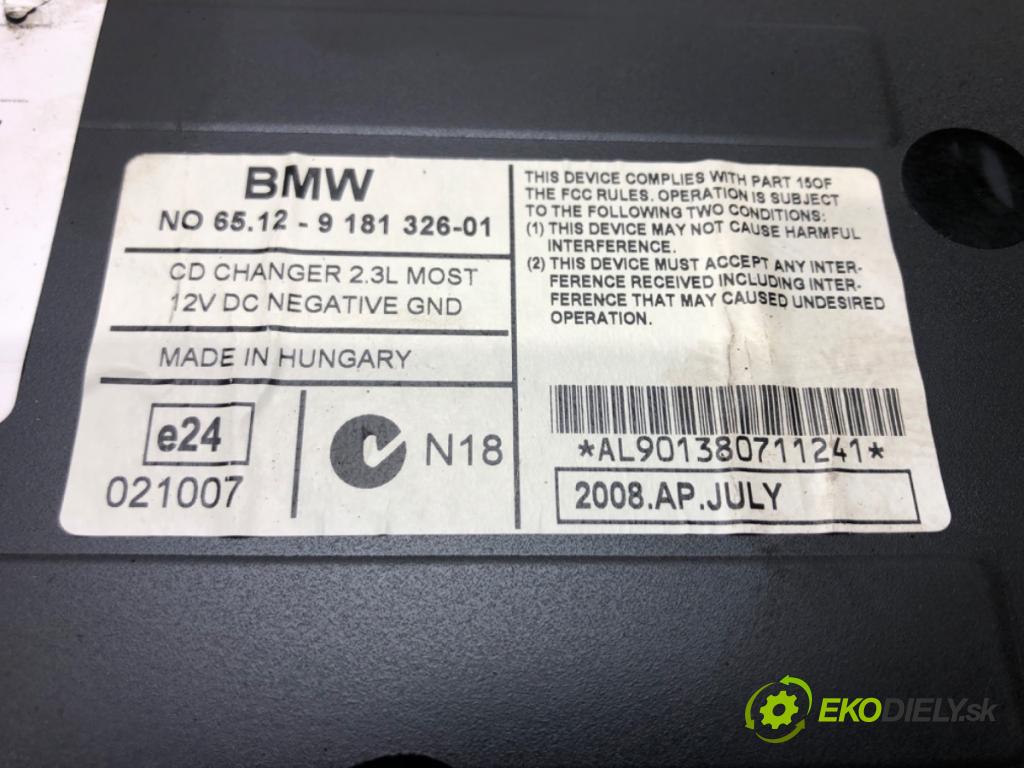 BMW
NO 65.12 - 9 181 326-01
CD CHANGER 2.3L MOST
12V DC NEGATIVE GND
MADE IN HUNGARY
e24
021007
N18
THIS DEVICE COMPLIES WITH PART 15OF
THE FCC RULES. OPERATION IS SUBJECT
TO THE FOLLOWING TWO CONDITIONS:
(1) THIS DEVICE MAY NOT CAUSE HARMFUL
INTERFERENCE.
(2) THIS DEVICE MUST ACCEPT ANY INTER-
FERENCE RECEIVED INCLUDING INTER-
FERENCE THAT MAY CAUSED UNDESIRED
OPERATION.
*AL901380711241*
2008.AP.JULY
EKODIELY.sk